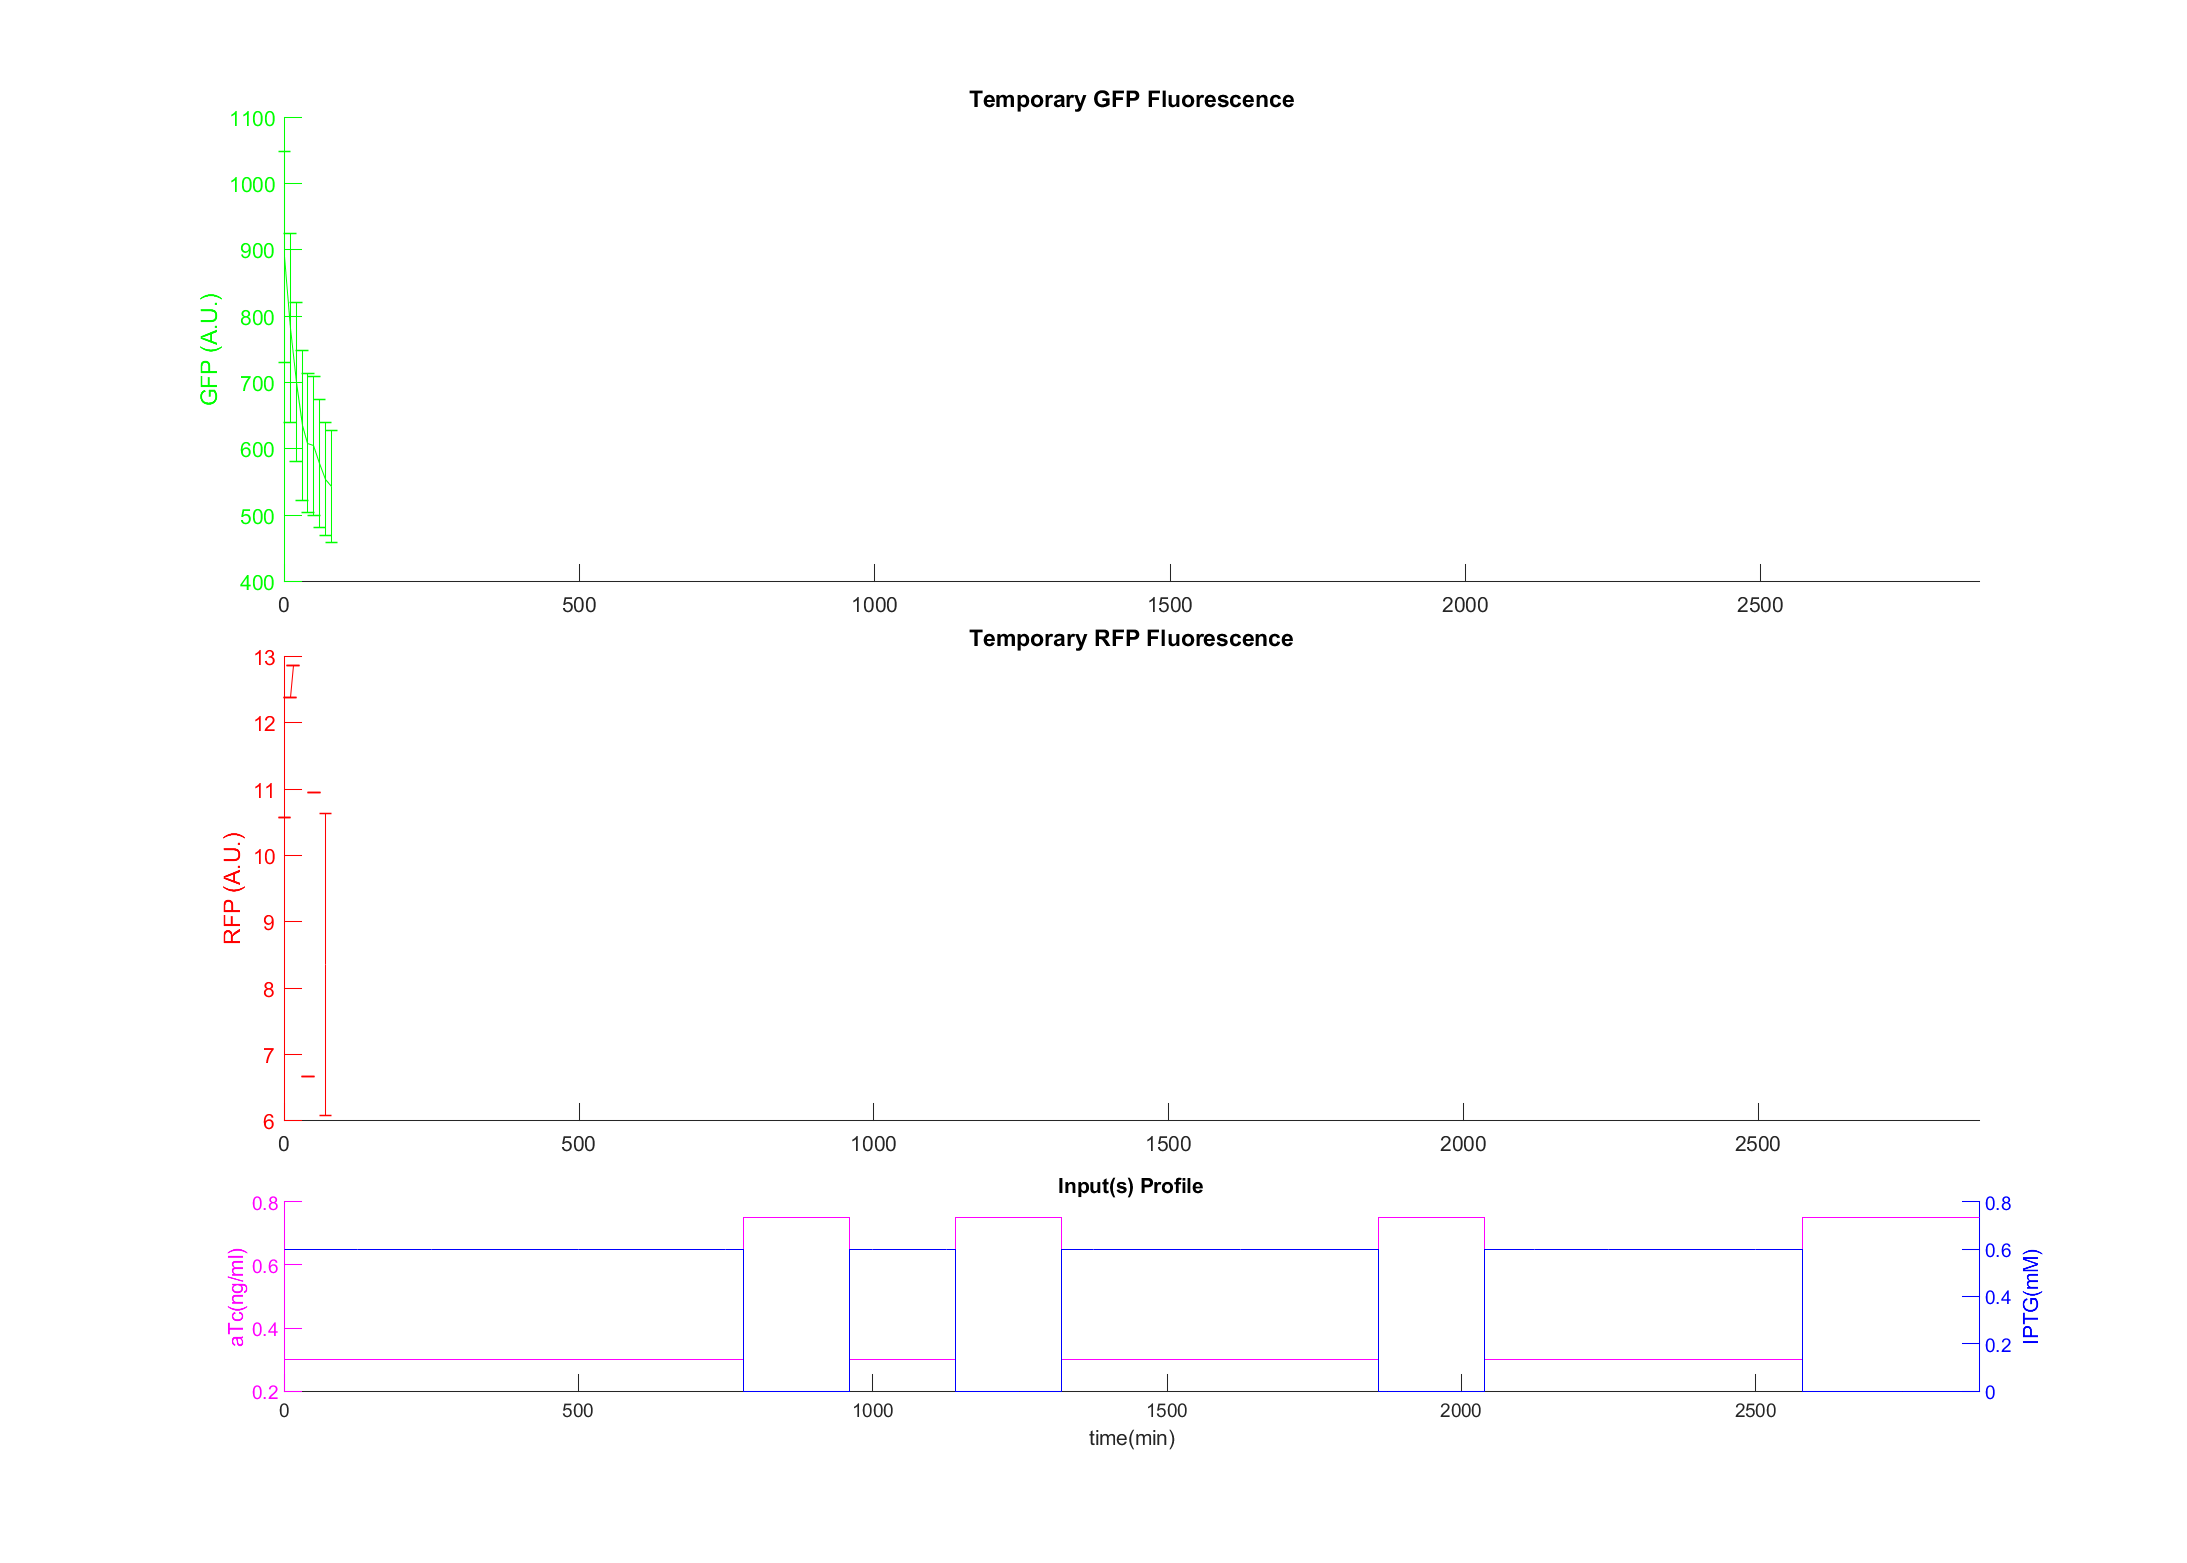 Temporary GFP Fluorescence
1100
1000
900
800
700
600
500
400
GFP (A.U.)
0 500 1000 1500 2000 2500
Temporary RFP Fluorescence
13
12
11
10
9
8
7
6
RFP (A.U.)
0 500 1000 1500 2000 2500
Input(s) Profile
0.8
0.6
0.4
0.2
aTc(ng/ml)
0.8
0.6
0.4
0.2
0
IPTG(mM)
0 500 1000 1500 2000 2500
time(min)